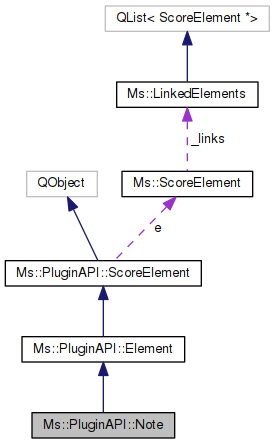 QList< ScoreElement *>
Ms::LinkedElements
_links
QObject
Ms::ScoreElement
e
Ms::PluginAPI::ScoreElement
Ms::PluginAPI::Element
Ms::PluginAPI::Note